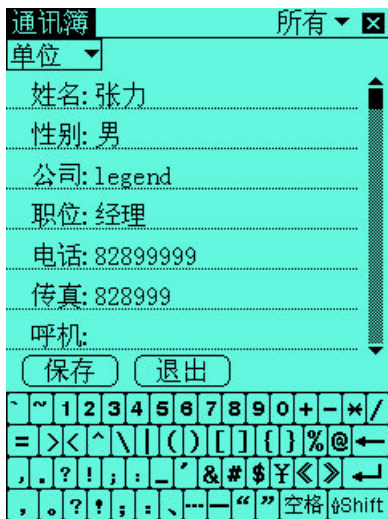 通讯簿 所有
单位
姓名: 张力
性别: 男
公司: legend
职位: 经理
电话: 82899999
传真: 828999
呼机:
保存 退出
` ~ 1 2 3 4 5 6 7 8 9 0 + - * /
= > < ^ \ | ( ) [ ] { } % @ ←
, . ? ! ; : _ ′ & # $ ¥ 《 》 ↵
, 。 ? ! ; : 、 … — “ ” 空格 ⇧Shift